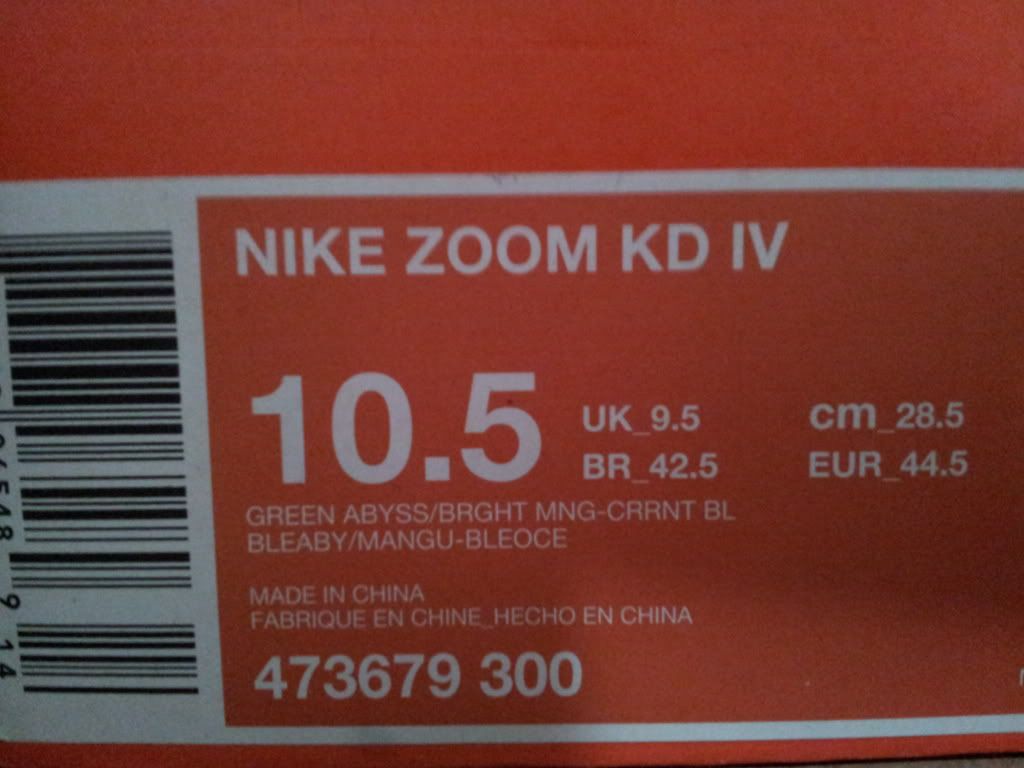 NIKE ZOOM KD IV
10.5
UK_9.5 cm_28.5
BR_42.5 EUR_44.5
GREEN ABYSS/BRGHT MNG-CRRNT BL
BLEABY/MANGU-BLEOCE
MADE IN CHINA
FABRIQUE EN CHINE_HECHO EN CHINA
473679 300